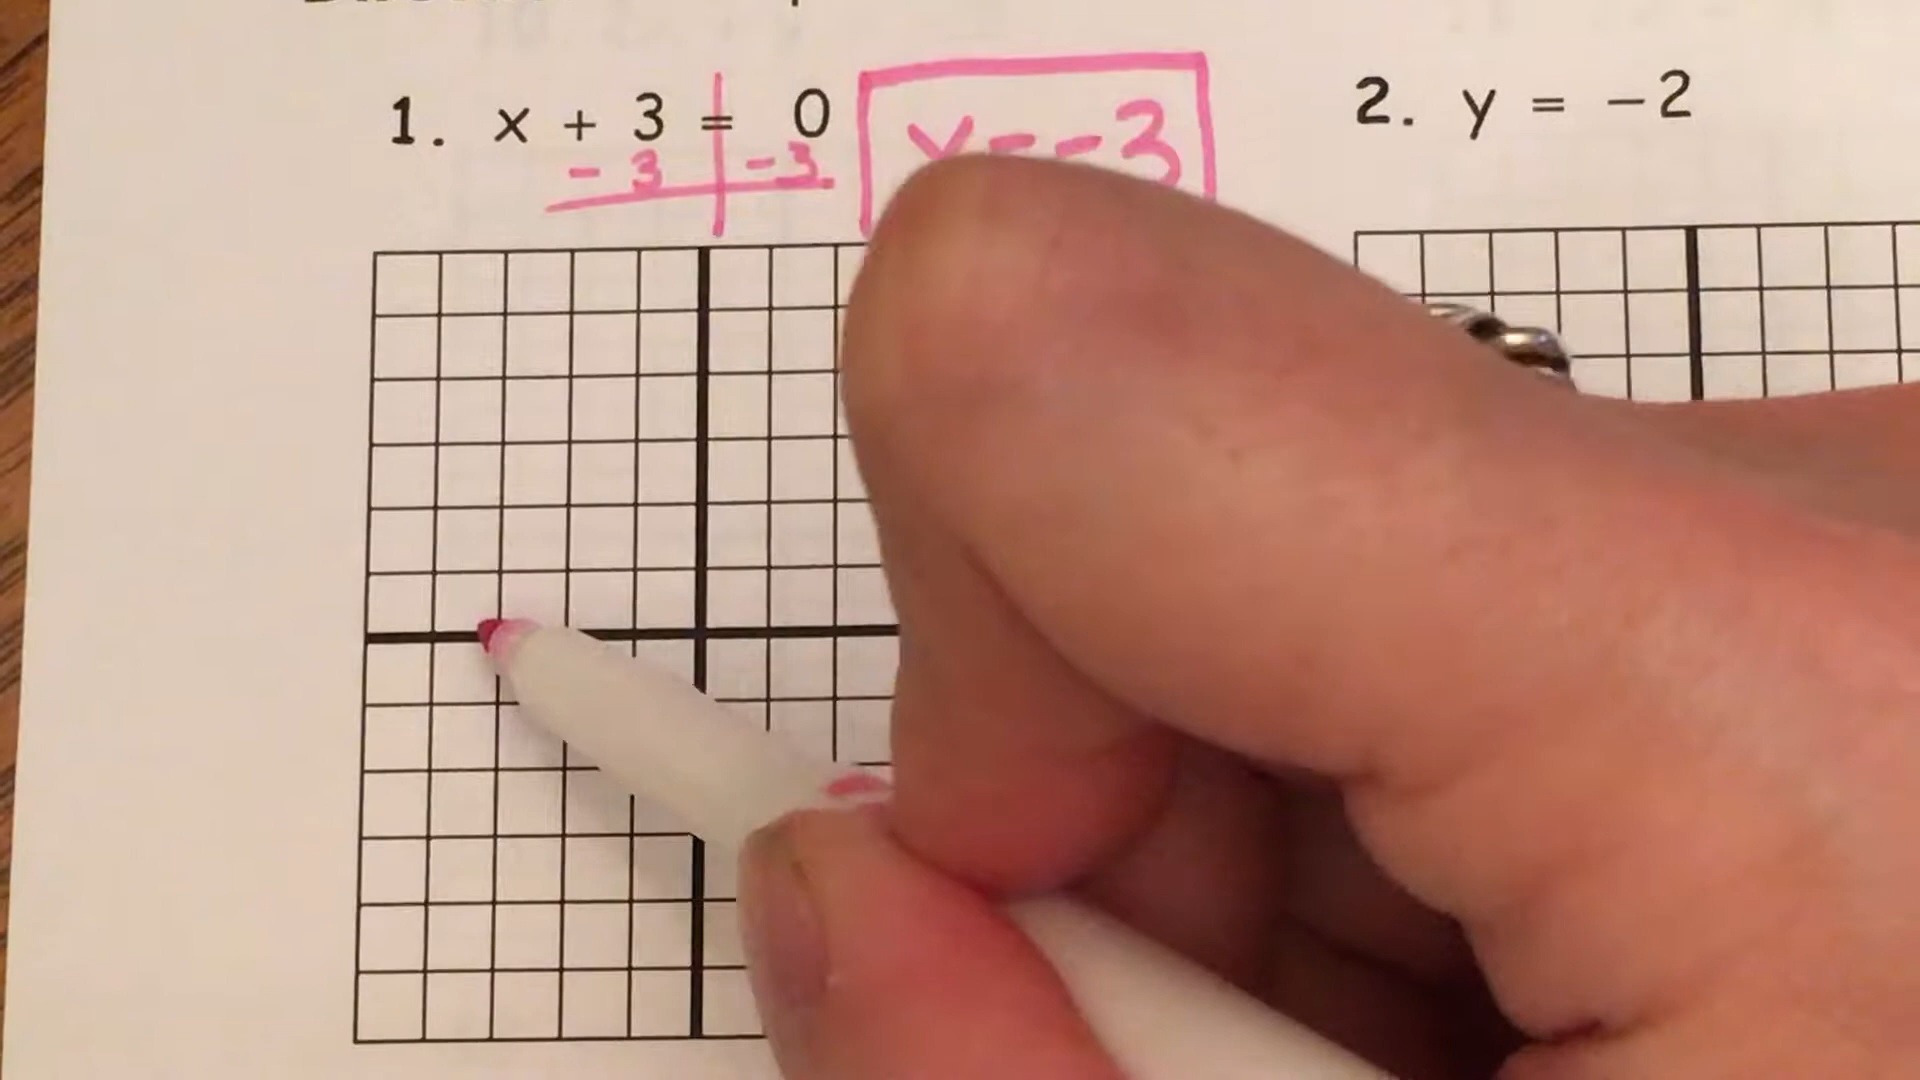 1. x + 3 = 0
2. y = -2
- 3 -3